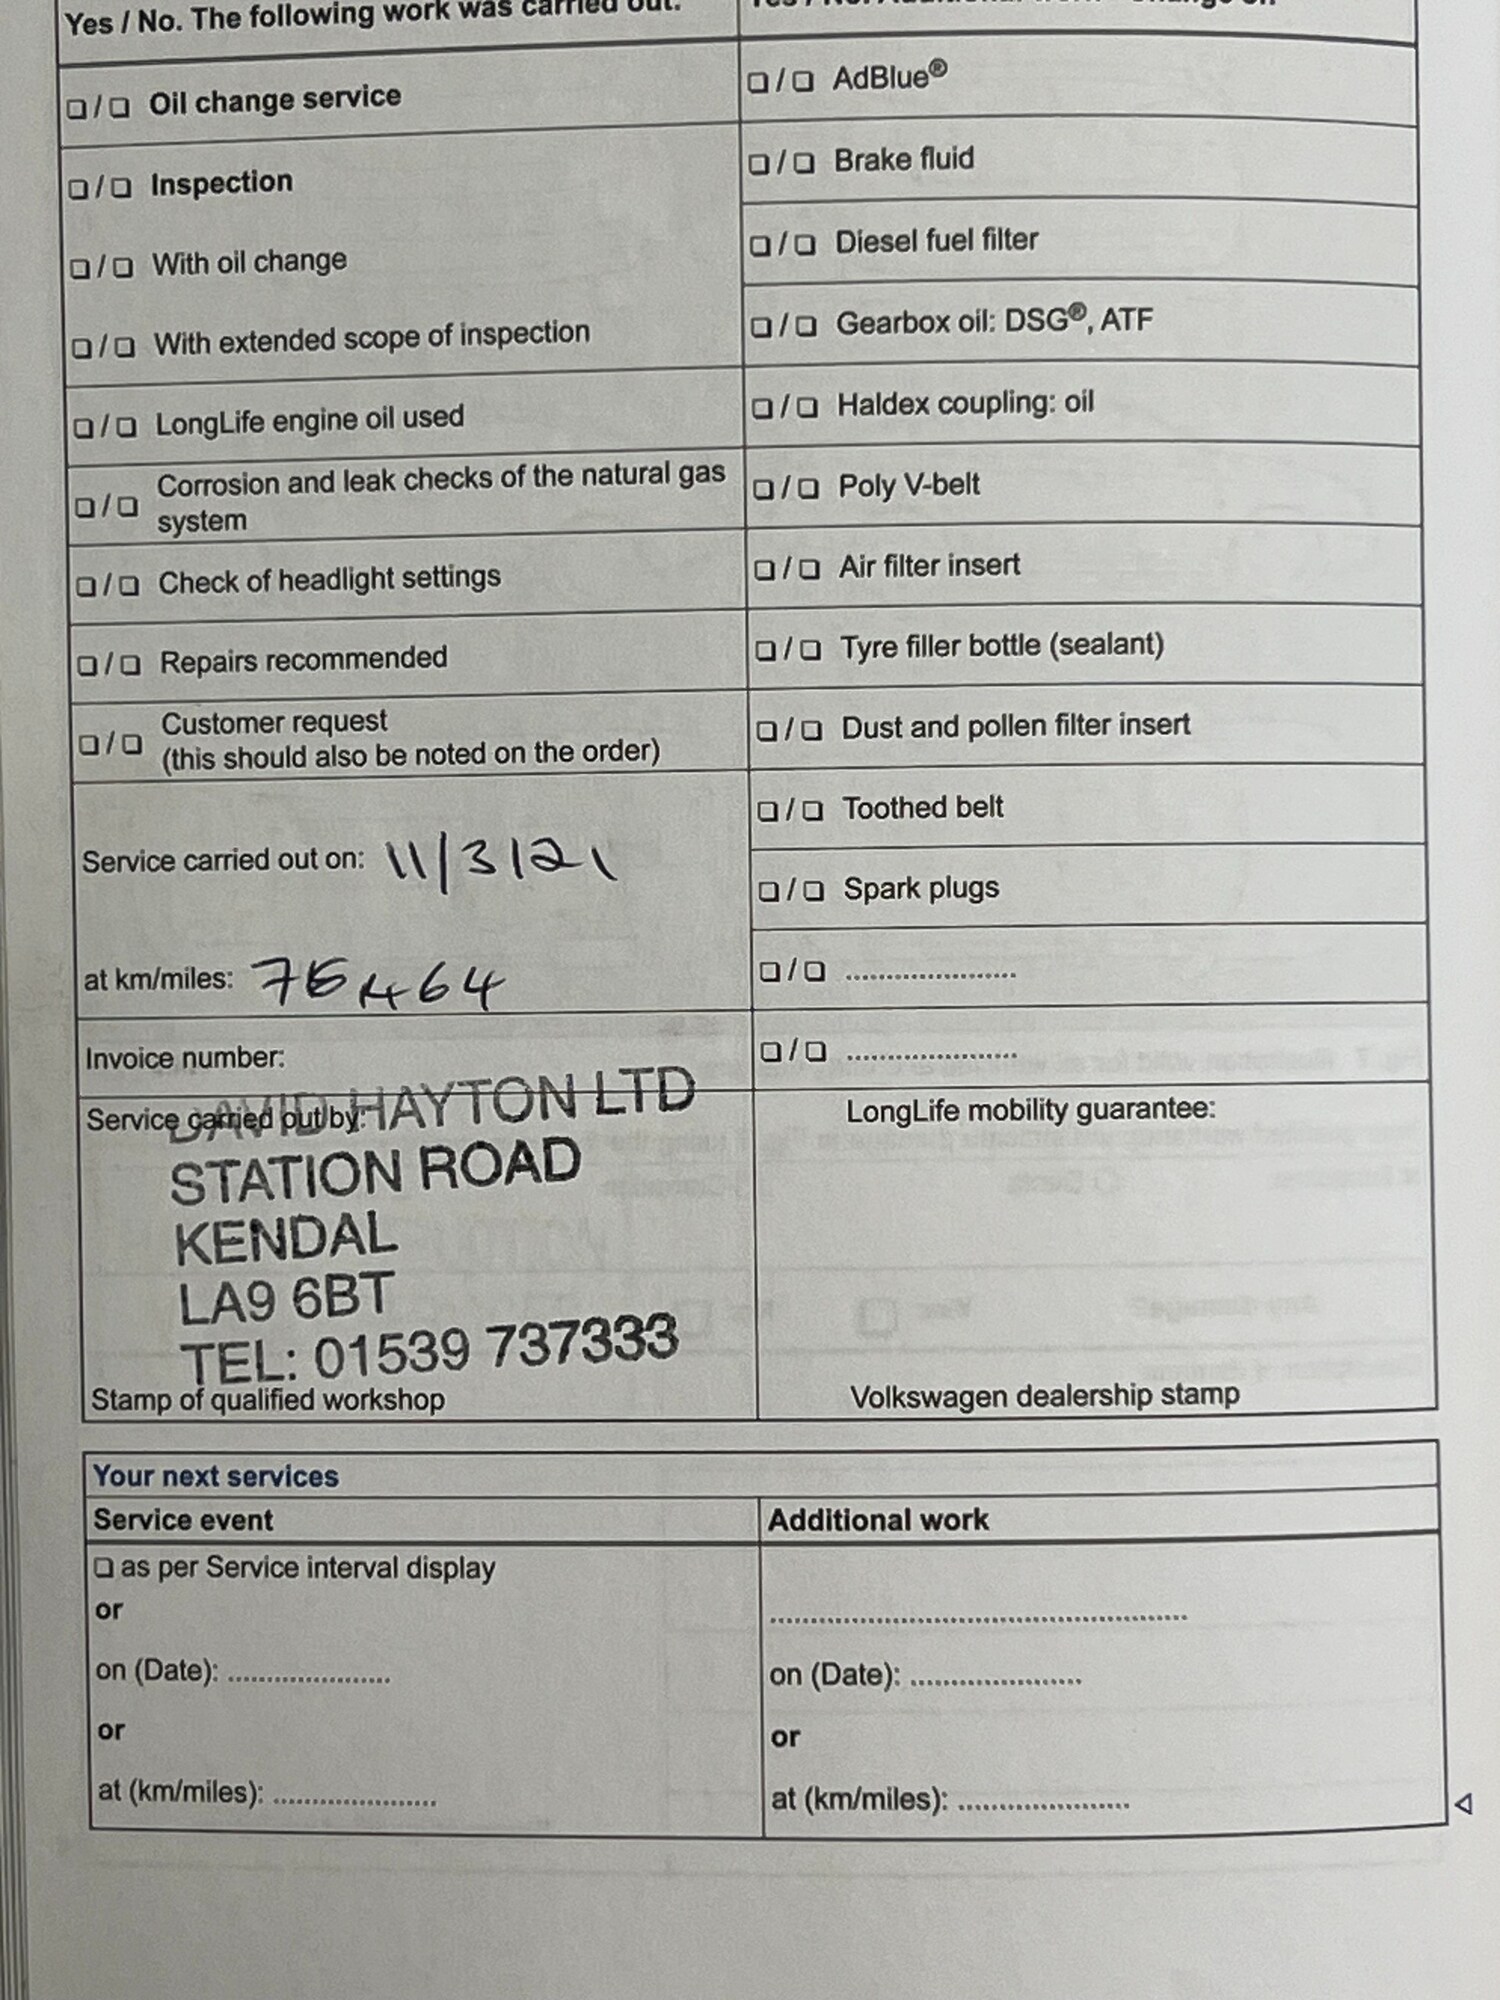 Yes / No. The following work was carried out:
❏ / ❏ Oil change service
❏ / ❏ Inspection
❏ / ❏ With oil change
❏ / ❏ With extended scope of inspection
❏ / ❏ LongLife engine oil used
❏ / ❏ Corrosion and leak checks of the natural gas
system
❏ / ❏ Check of headlight settings
❏ / ❏ Repairs recommended
❏ / ❏ Customer request
(this should also be noted on the order)
Service carried out on: 11/3/21
at km/miles:
Invoice number:
Service carried out by:
DAVID HAYTON LTD
STATION ROAD
KENDAL
LA9 6BT
TEL: 01539 737333
Stamp of qualified workshop
❏ / ❏ AdBlue®
❏ / ❏ Brake fluid
❏ / ❏ Diesel fuel filter
❏ / ❏ Gearbox oil: DSG®, ATF
❏ / ❏ Haldex coupling: oil
❏ / ❏ Poly V-belt
❏ / ❏ Air filter insert
❏ / ❏ Tyre filler bottle (sealant)
❏ / ❏ Dust and pollen filter insert
❏ / ❏ Toothed belt
❏ / ❏ Spark plugs
❏ / ❏ ......................
❏ / ❏ ......................
LongLife mobility guarantee:
Volkswagen dealership stamp
Your next services
Service event
❏ as per Service interval display
or
on (Date): .....................
or
at (km/miles): .....................
Additional work
......................................................
on (Date): ......................
or
at (km/miles): ......................